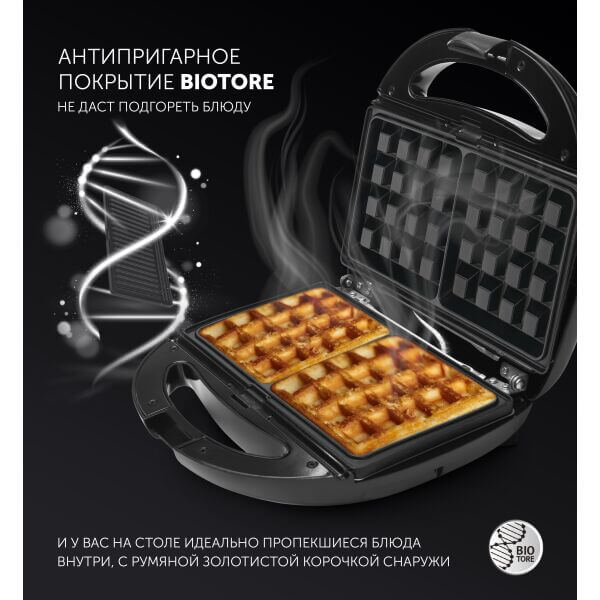 АНТИПРИГАРНОЕ
ПОКРЫТИЕ BIOTORE
НЕ ДАСТ ПОДГОРЕТЬ БЛЮДУ
И У ВАС НА СТОЛЕ ИДЕАЛЬНО ПРОПЕКШИЕСЯ БЛЮДА
ВНУТРИ, С РУМЯНОЙ ЗОЛОТИСТОЙ КОРОЧКОЙ СНАРУЖИ
BIO
TORE